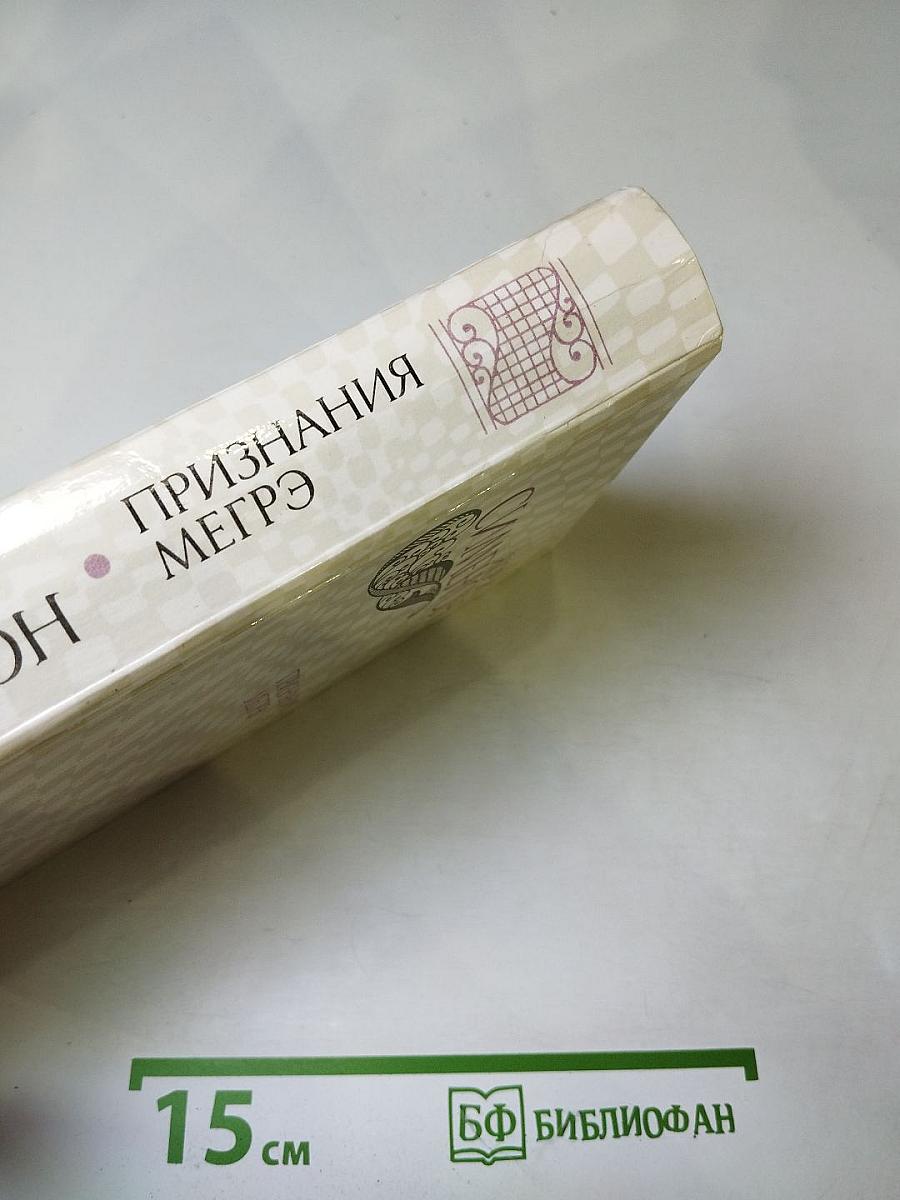 ОН • ПРИЗНАНИЯ
МЕГРЭ
15 см
БФ БИБЛИОФАН